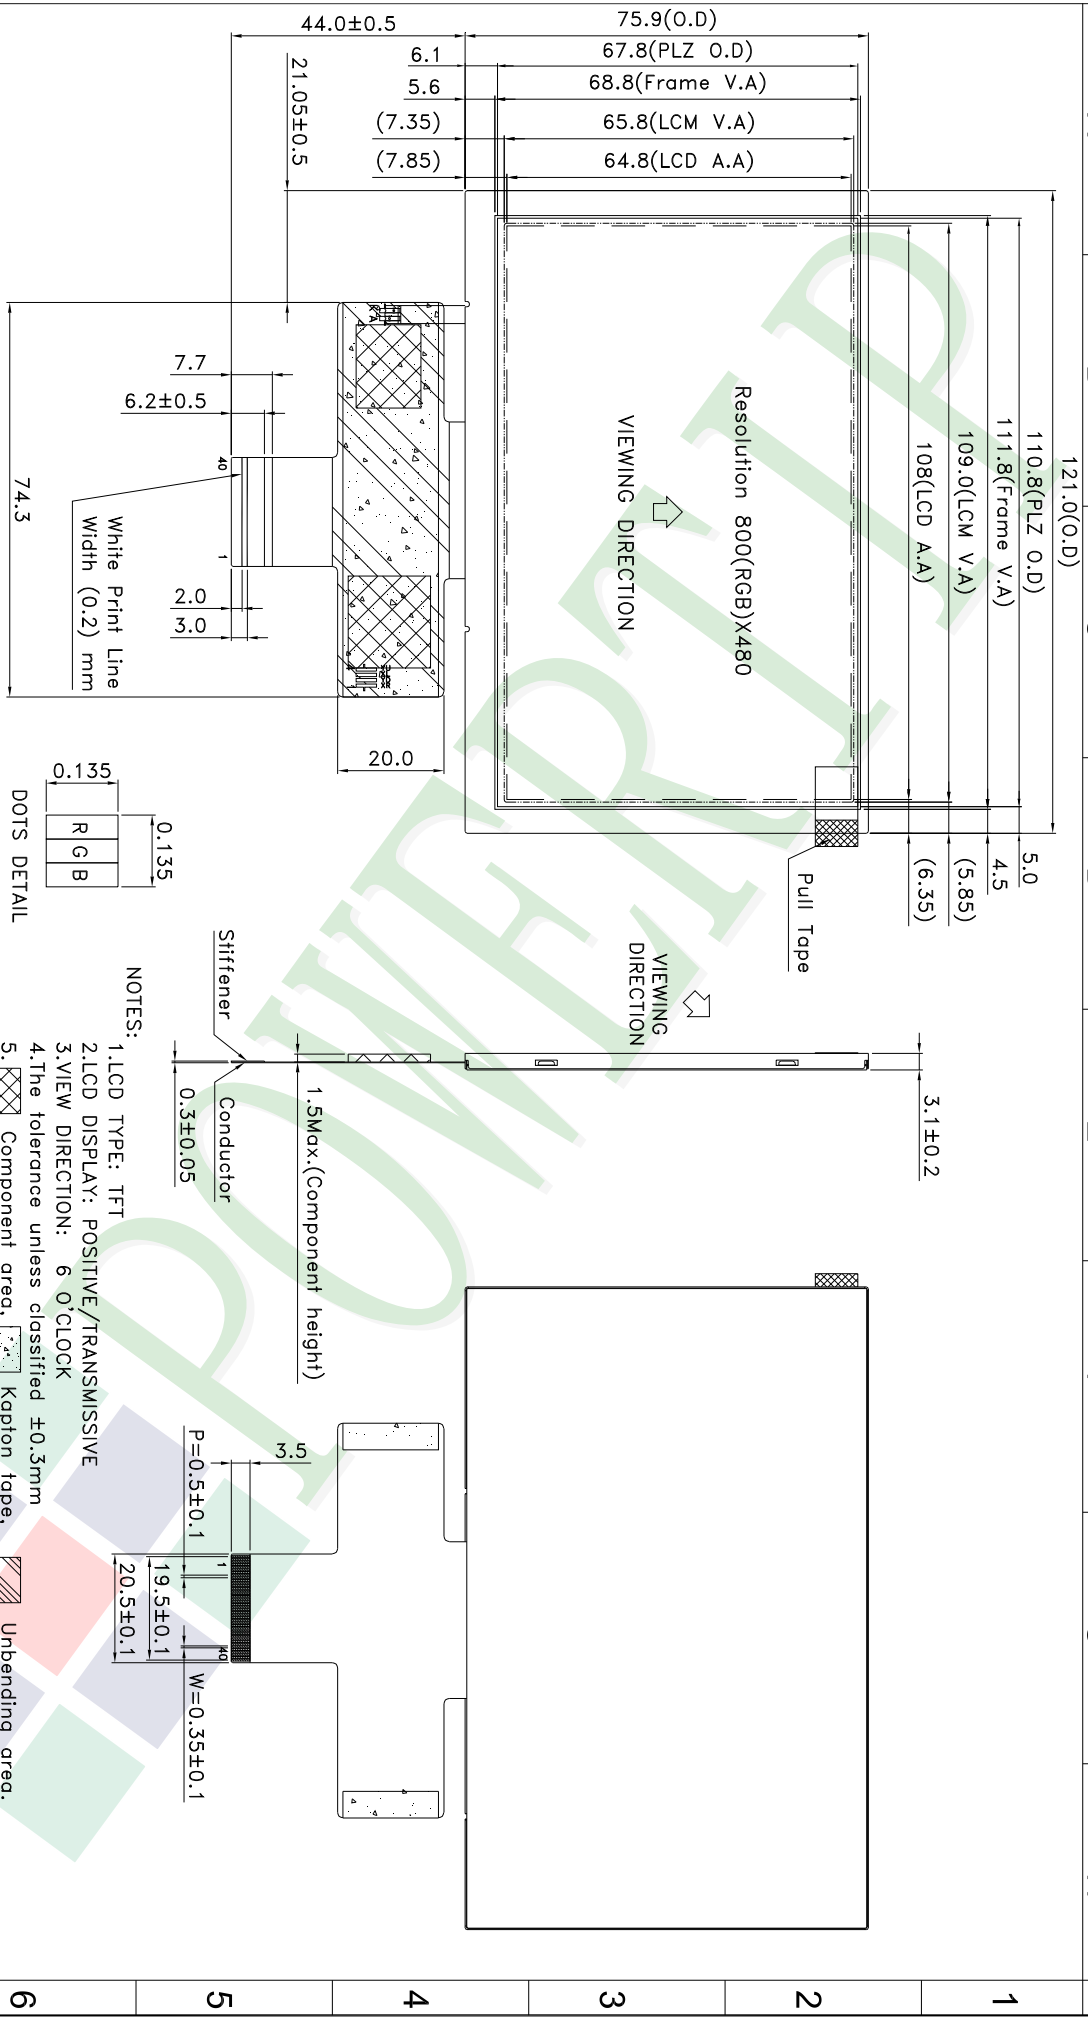 121.0(O.D)
110.8(PLZ O.D)
111.8(Frame V.A)
109.0(LCM V.A)
108(LCD A.A)
5.0
4.5
(5.85)
(6.35)
75.9(O.D)
67.8(PLZ O.D)
68.8(Frame V.A)
65.8(LCM V.A)
64.8(LCD A.A)
44.0±0.5
6.1
5.6
(7.35)
(7.85)
21.05±0.5
Resolution 800(RGB)X480
VIEWING DIRECTION
Pull Tape
VIEWING
DIRECTION
3.1±0.2
7.7
6.2±0.5
40
1
2.0
3.0
20.0
74.3
White Print Line
Width (0.2) mm
0.135
0.135
R G B
DOTS DETAIL
Stiffener
Conductor
1.5Max.(Component height)
0.3±0.05
3.5
P=0.5±0.1
1
40
W=0.35±0.1
19.5±0.1
20.5±0.1
NOTES:
1.LCD TYPE: TFT
2.LCD DISPLAY: POSITIVE/TRANSMISSIVE
3.VIEW DIRECTION: 6 O'CLOCK
4.The tolerance unless classified ±0.3mm
5. Component area, Kapton tape, Unbending area.
1
2
3
4
5
6
POWERTIP